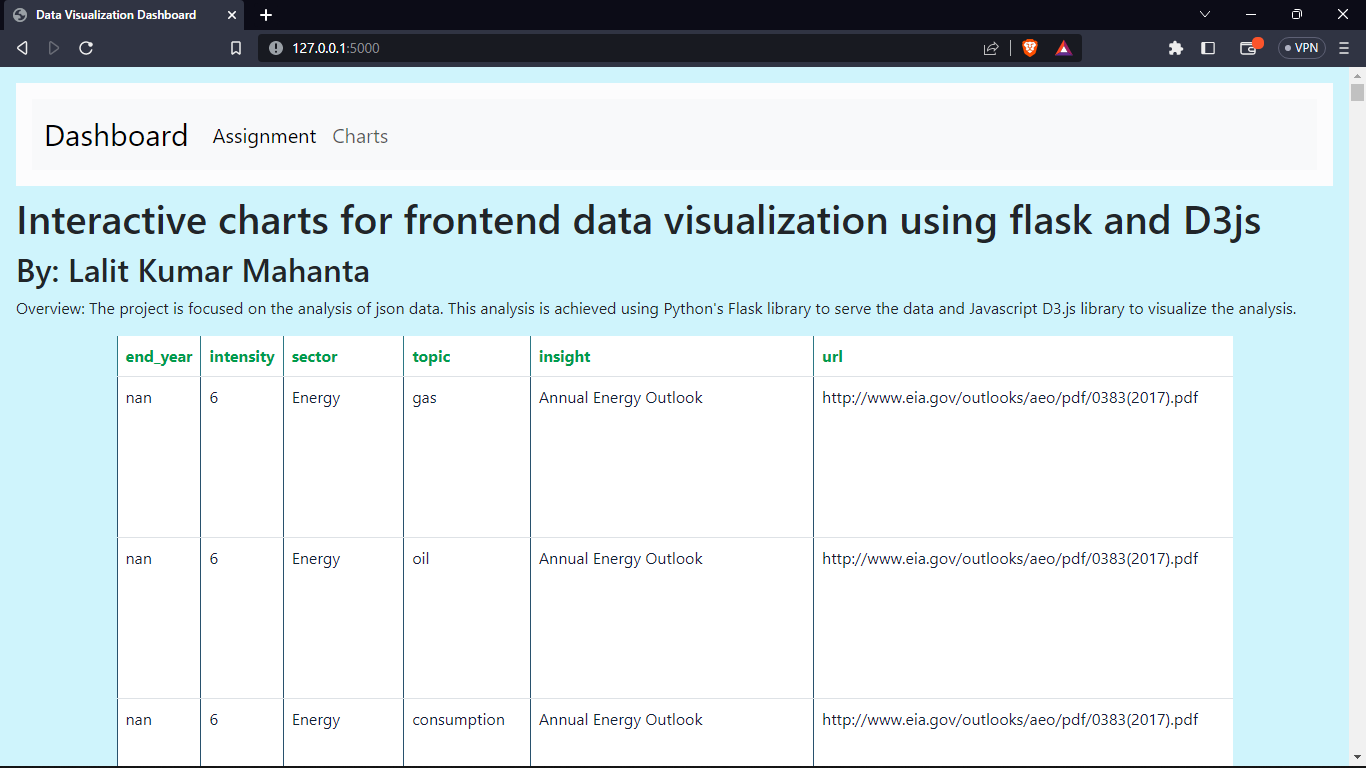 Data Visualization Dashboard
127.0.0.1:5000
VPN
Dashboard Assignment Charts
Interactive charts for frontend data visualization using flask and D3js
By: Lalit Kumar Mahanta
Overview: The project is focused on the analysis of json data. This analysis is achieved using Python's Flask library to serve the data and Javascript D3.js library to visualize the analysis.
end_year intensity sector topic insight url
nan 6 Energy gas Annual Energy Outlook http://www.eia.gov/outlooks/aeo/pdf/0383(2017).pdf
nan 6 Energy oil Annual Energy Outlook http://www.eia.gov/outlooks/aeo/pdf/0383(2017).pdf
nan 6 Energy consumption Annual Energy Outlook http://www.eia.gov/outlooks/aeo/pdf/0383(2017).pdf